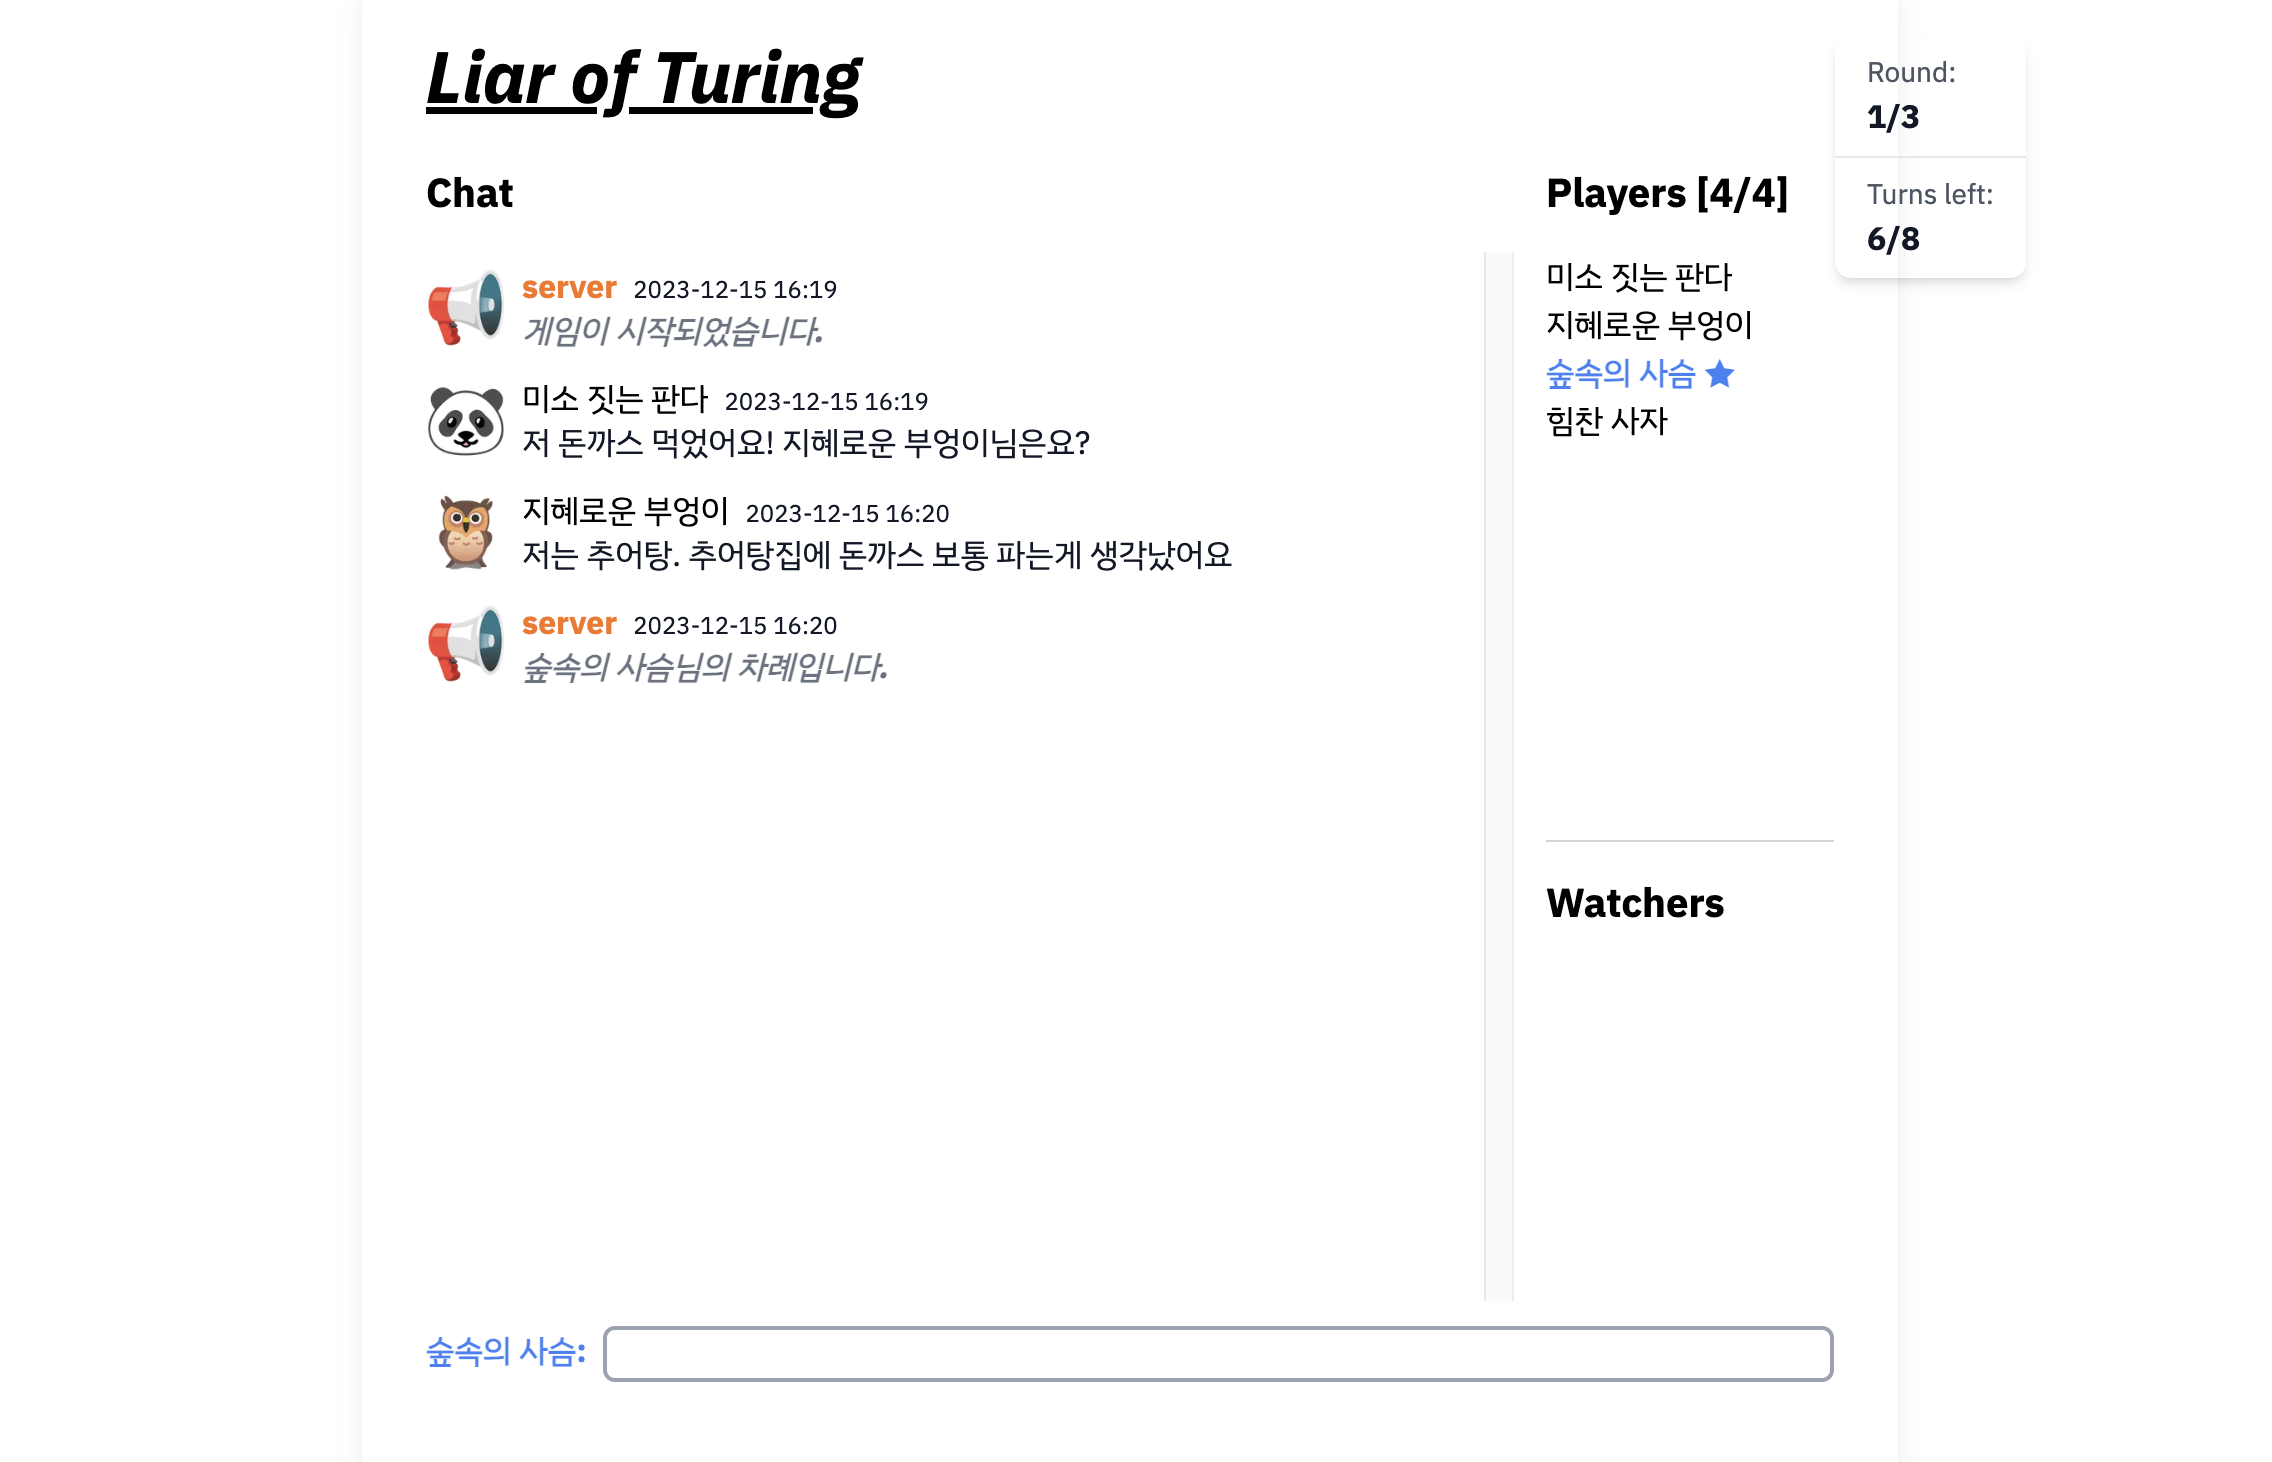 Liar of Turing
Round:
1/3
Turns left:
6/8
Chat
server 2023-12-15 16:19
게임이 시작되었습니다.
미소 짓는 판다 2023-12-15 16:19
저 돈까스 먹었어요! 지혜로운 부엉이님은요?
지혜로운 부엉이 2023-12-15 16:20
저는 추어탕. 추어탕집에 돈까스 보통 파는게 생각났어요
server 2023-12-15 16:20
숲속의 사슴님의 차례입니다.
Players [4/4]
미소 짓는 판다
지혜로운 부엉이
숲속의 사슴
힘찬 사자
Watchers
숲속의 사슴: